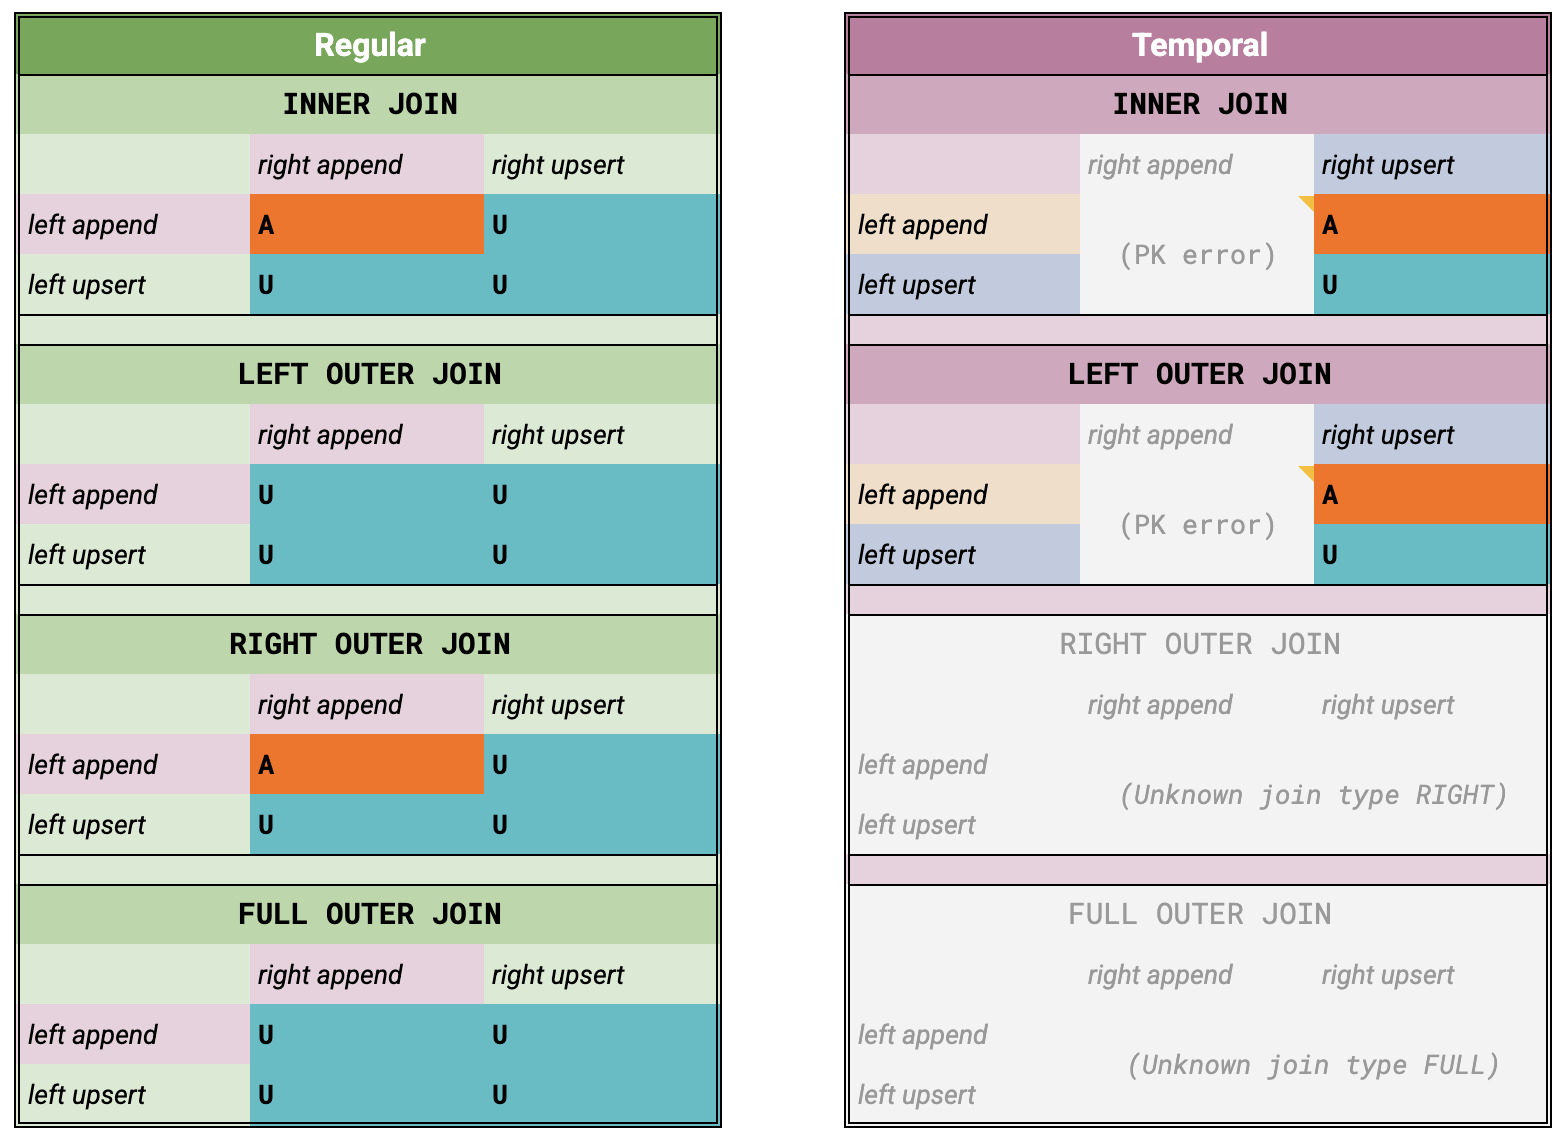 Regular
INNER JOIN
right append right upsert
left append A U
left upsert U U
LEFT OUTER JOIN
right append right upsert
left append U U
left upsert U U
RIGHT OUTER JOIN
right append right upsert
left append A U
left upsert U U
FULL OUTER JOIN
right append right upsert
left append U U
left upsert U U
Temporal
INNER JOIN
right append right upsert
left append A
(PK error)
left upsert U
LEFT OUTER JOIN
right append right upsert
left append A
(PK error)
left upsert U
RIGHT OUTER JOIN
right append right upsert
left append
(Unknown join type RIGHT)
left upsert
FULL OUTER JOIN
right append right upsert
left append
(Unknown join type FULL)
left upsert